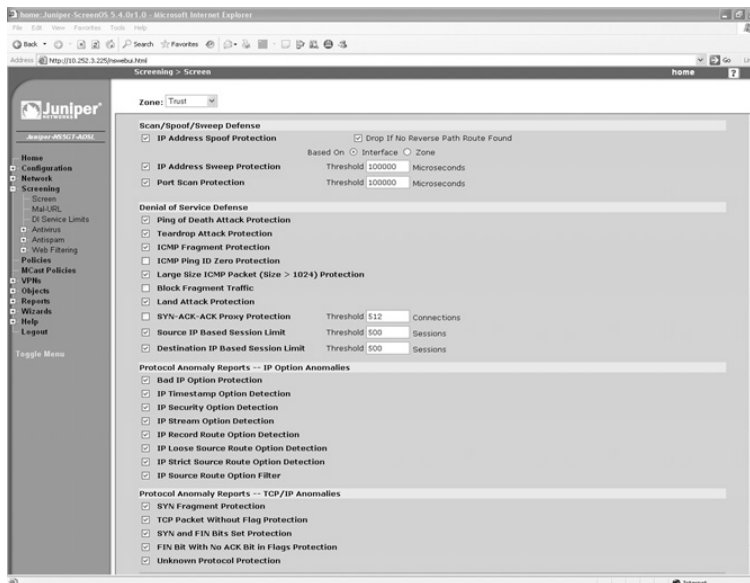 home: Juniper-ScreenOS 5.4.0r1.0 - Microsoft Internet Explorer
File Edit View Favorites Tools Help
Back Search Favorites
Address http://10.252.3.225/nswebui.html Go
Screening > Screen home ?
Juniper
NETWORKS
Juniper-NS5GT-ADSL
Home
Configuration
Network
Screening
Screen
Mal-URL
DI Service Limits
Antivirus
Antispam
Web Filtering
Policies
MCast Policies
VPNs
Objects
Reports
Wizards
Help
Logout
Toggle Menu
Zone: Trust
Scan/Spoof/Sweep Defense
IP Address Spoof Protection Drop If No Reverse Path Route Found
Based On Interface Zone
IP Address Sweep Protection Threshold 100000 Microseconds
Port Scan Protection Threshold 100000 Microseconds
Denial of Service Defense
Ping of Death Attack Protection
Teardrop Attack Protection
ICMP Fragment Protection
ICMP Ping ID Zero Protection
Large Size ICMP Packet (Size > 1024) Protection
Block Fragment Traffic
Land Attack Protection
SYN-ACK-ACK Proxy Protection Threshold 512 Connections
Source IP Based Session Limit Threshold 500 Sessions
Destination IP Based Session Limit Threshold 500 Sessions
Protocol Anomaly Reports -- IP Option Anomalies
Bad IP Option Protection
IP Timestamp Option Detection
IP Security Option Detection
IP Stream Option Detection
IP Record Route Option Detection
IP Loose Source Route Option Detection
IP Strict Source Route Option Detection
IP Source Route Option Filter
Protocol Anomaly Reports -- TCP/IP Anomalies
SYN Fragment Protection
TCP Packet Without Flag Protection
SYN and FIN Bits Set Protection
FIN Bit With No ACK Bit in Flags Protection
Unknown Protocol Protection
Internet